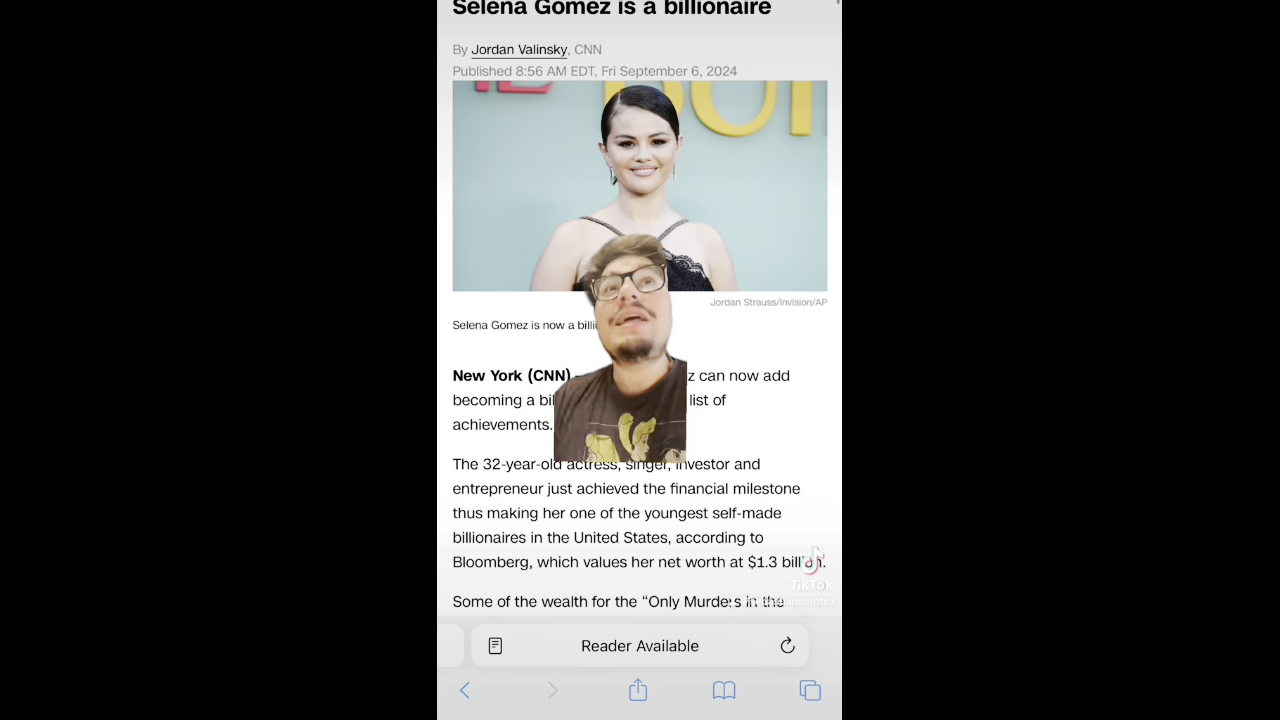 Selena Gomez is a billionaire
By Jordan Valinsky, CNN
Published 8:56 AM EDT, Fri September 6, 2024
Jordan Strauss/Invision/AP
Selena Gomez is now a
New York (CNN)
z can now add
becoming a
list of
achievements.
The 32-year-old actress, singer, investor and
entrepreneur just achieved the financial milestone
thus making her one of the youngest self-made
billionaires in the United States, according to
Bloomberg, which values her net worth at $1.3 billion.
TikTok
Some of the wealth for the “Only Murders in the
Reader Available